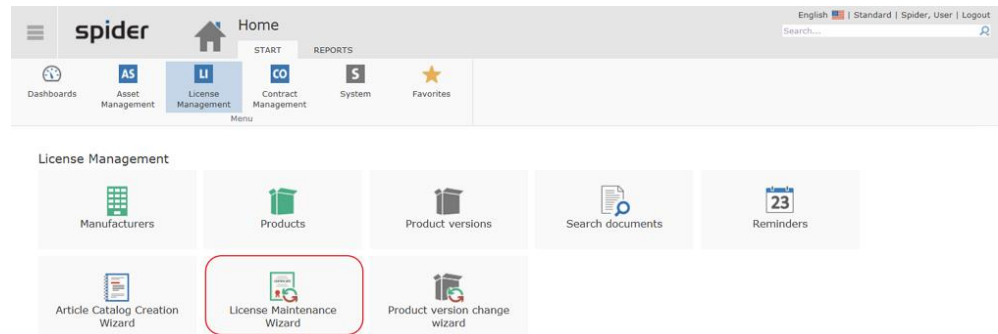 English | Standard | Spider, User | Logout
spider
Home
Search...
START REPORTS
AS LI CO S
Dashboards Asset Management License Management Contract Management System Favorites
Menu
License Management
23
Manufacturers Products Product versions Search documents Reminders
Article Catalog Creation Wizard License Maintenance Wizard Product version change wizard